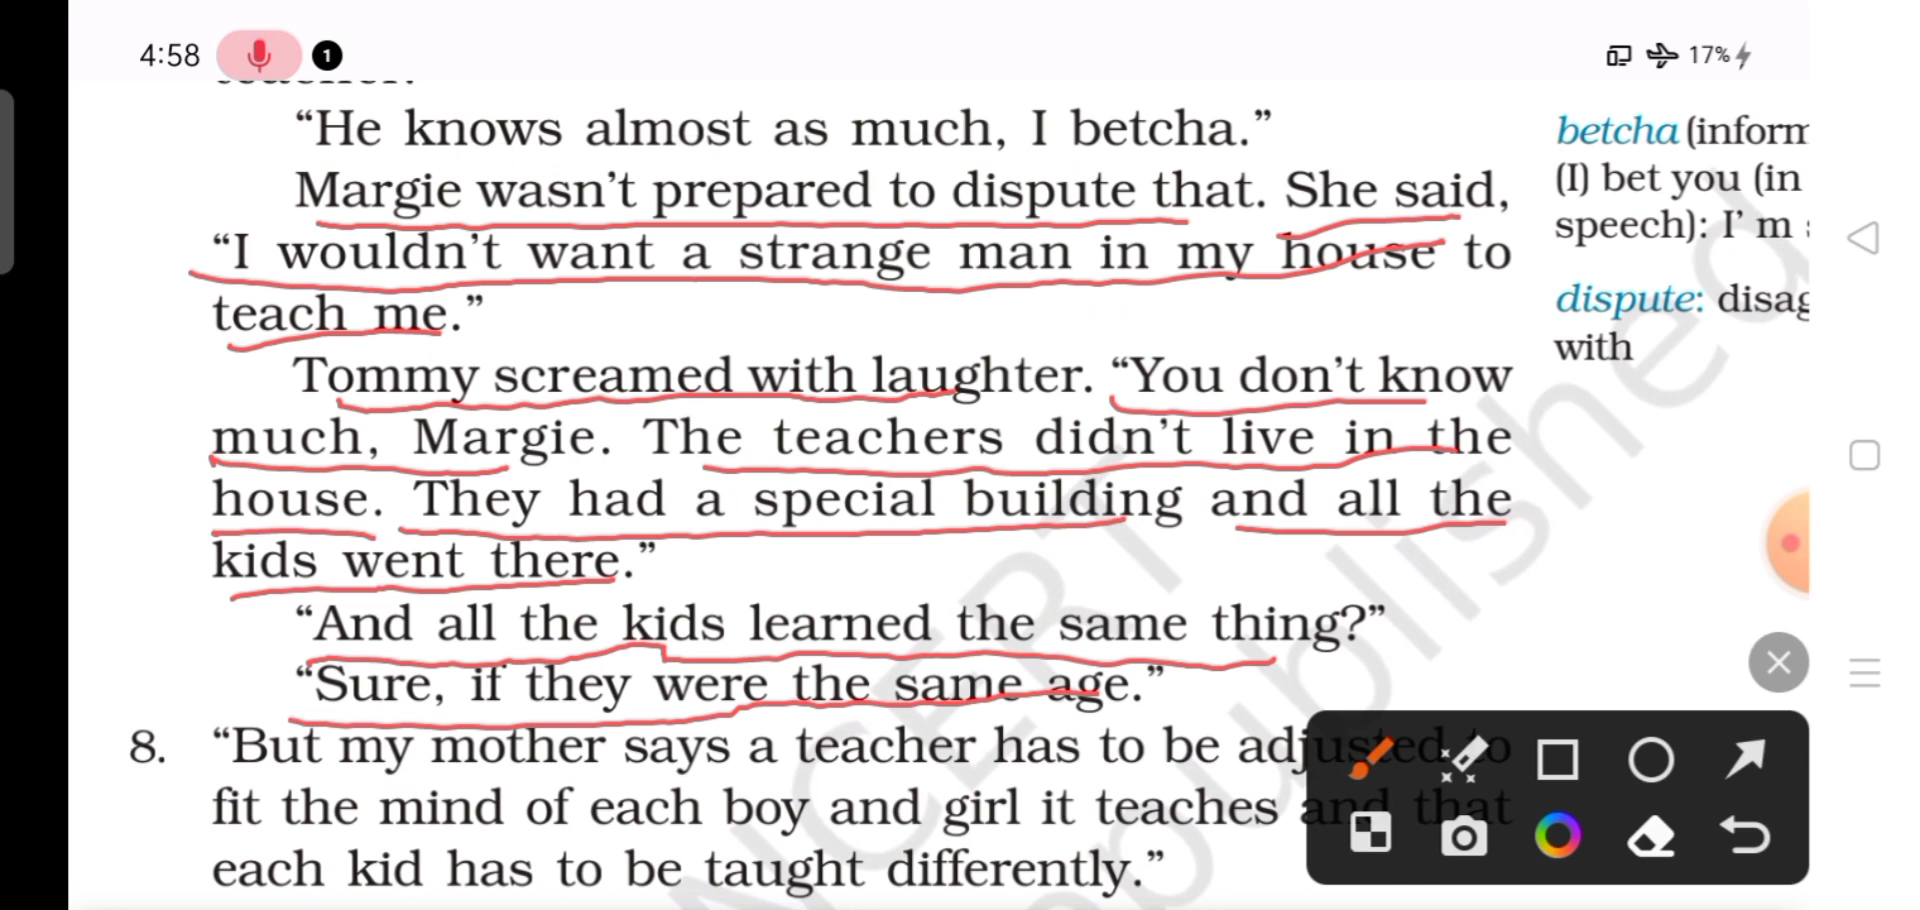 4:58 1 17%
“He knows almost as much, I betcha.”
Margie wasn’t prepared to dispute that. She said,
“I wouldn’t want a strange man in my house to
teach me.”
Tommy screamed with laughter. “You don’t know
much, Margie. The teachers didn’t live in the
house. They had a special building and all the
kids went there.”
“And all the kids learned the same thing?”
“Sure, if they were the same age.”
8. “But my mother says a teacher has to be adjusted to
fit the mind of each boy and girl it teaches and that
each kid has to be taught differently.”
betcha (inform
(I) bet you (in
speech): I’ m
dispute: disag
with
NCERT
published